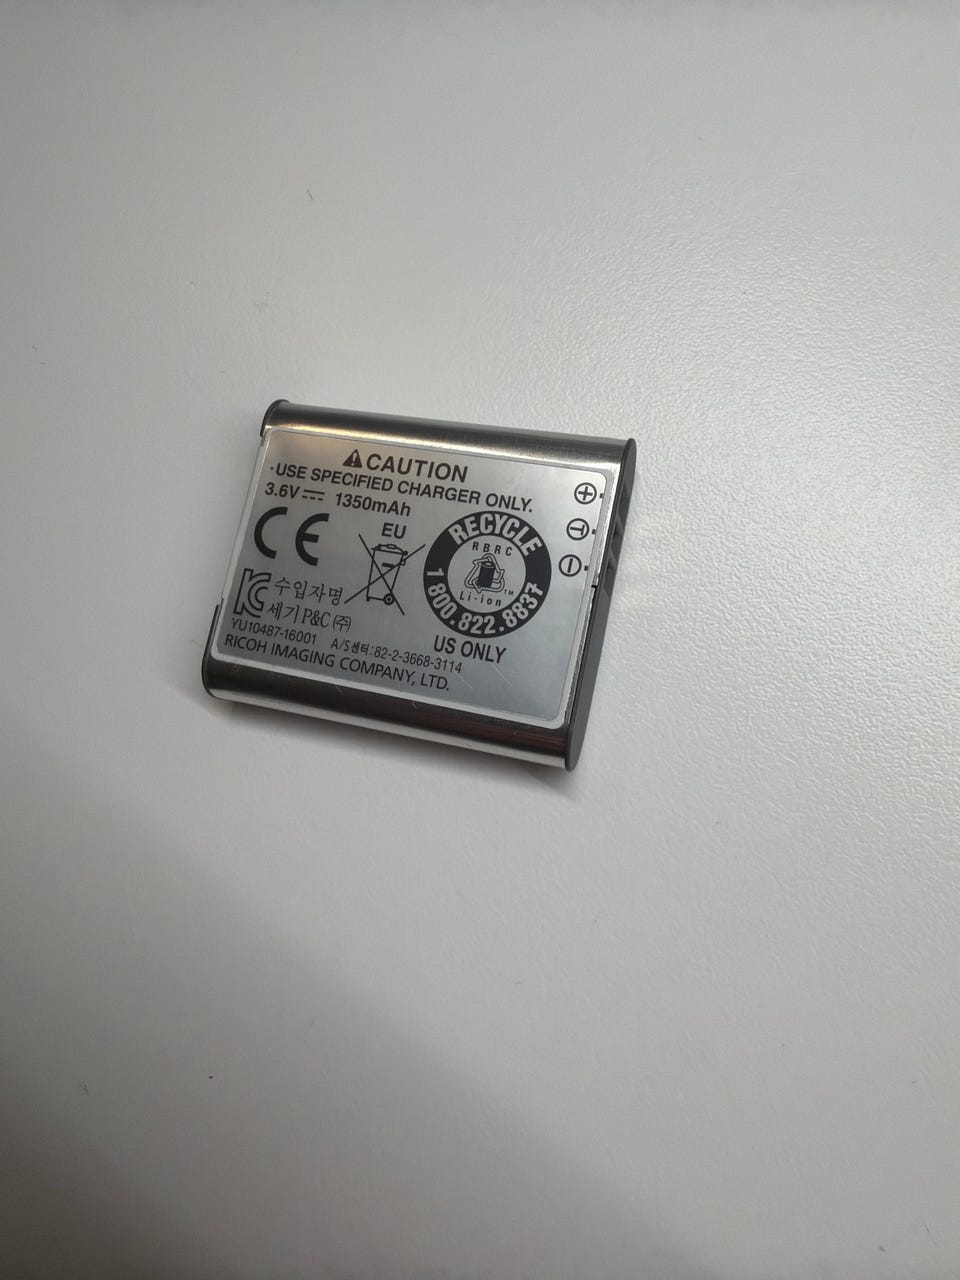 ⚠CAUTION
·USE SPECIFIED CHARGER ONLY.
3.6V⎓ 1350mAh
CE
EU
RECYCLE
RBRC
TM
Li-ion
1 800.822.8837
US ONLY
KC 수입자명
세기 P&C ㈜
YU10487-16001 A/S센터:82-2-3668-3114
RICOH IMAGING COMPANY, LTD.
+
T
−